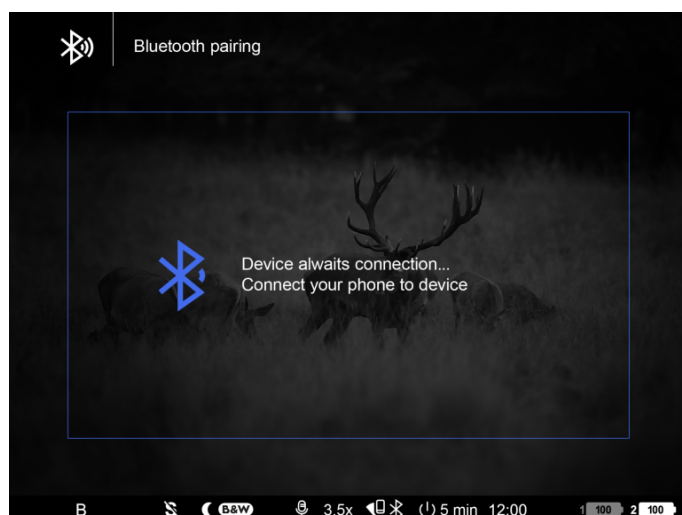 Bluetooth pairing
Device alwaits connection...
Connect your phone to device
B B&W 3.5x 5 min 12:00 1 100 2 100